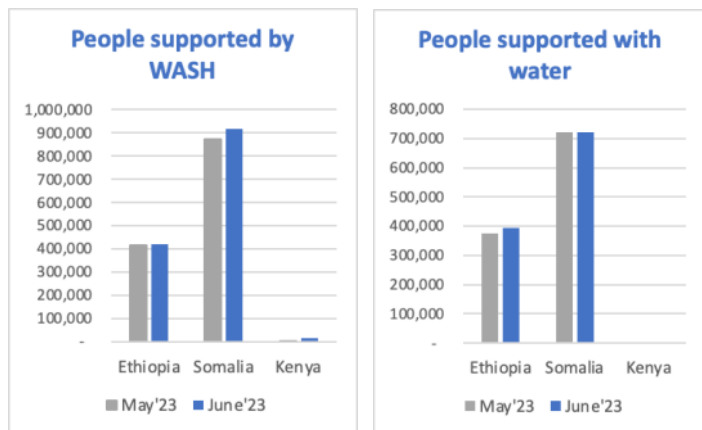 People supported by
WASH
1,000,000
900,000
800,000
700,000
600,000
500,000
400,000
300,000
200,000
100,000
-
Ethiopia Somalia Kenya
May'23 June'23
People supported with
water
800,000
700,000
600,000
500,000
400,000
300,000
200,000
100,000
-
Ethiopia Somalia Kenya
May'23 June'23